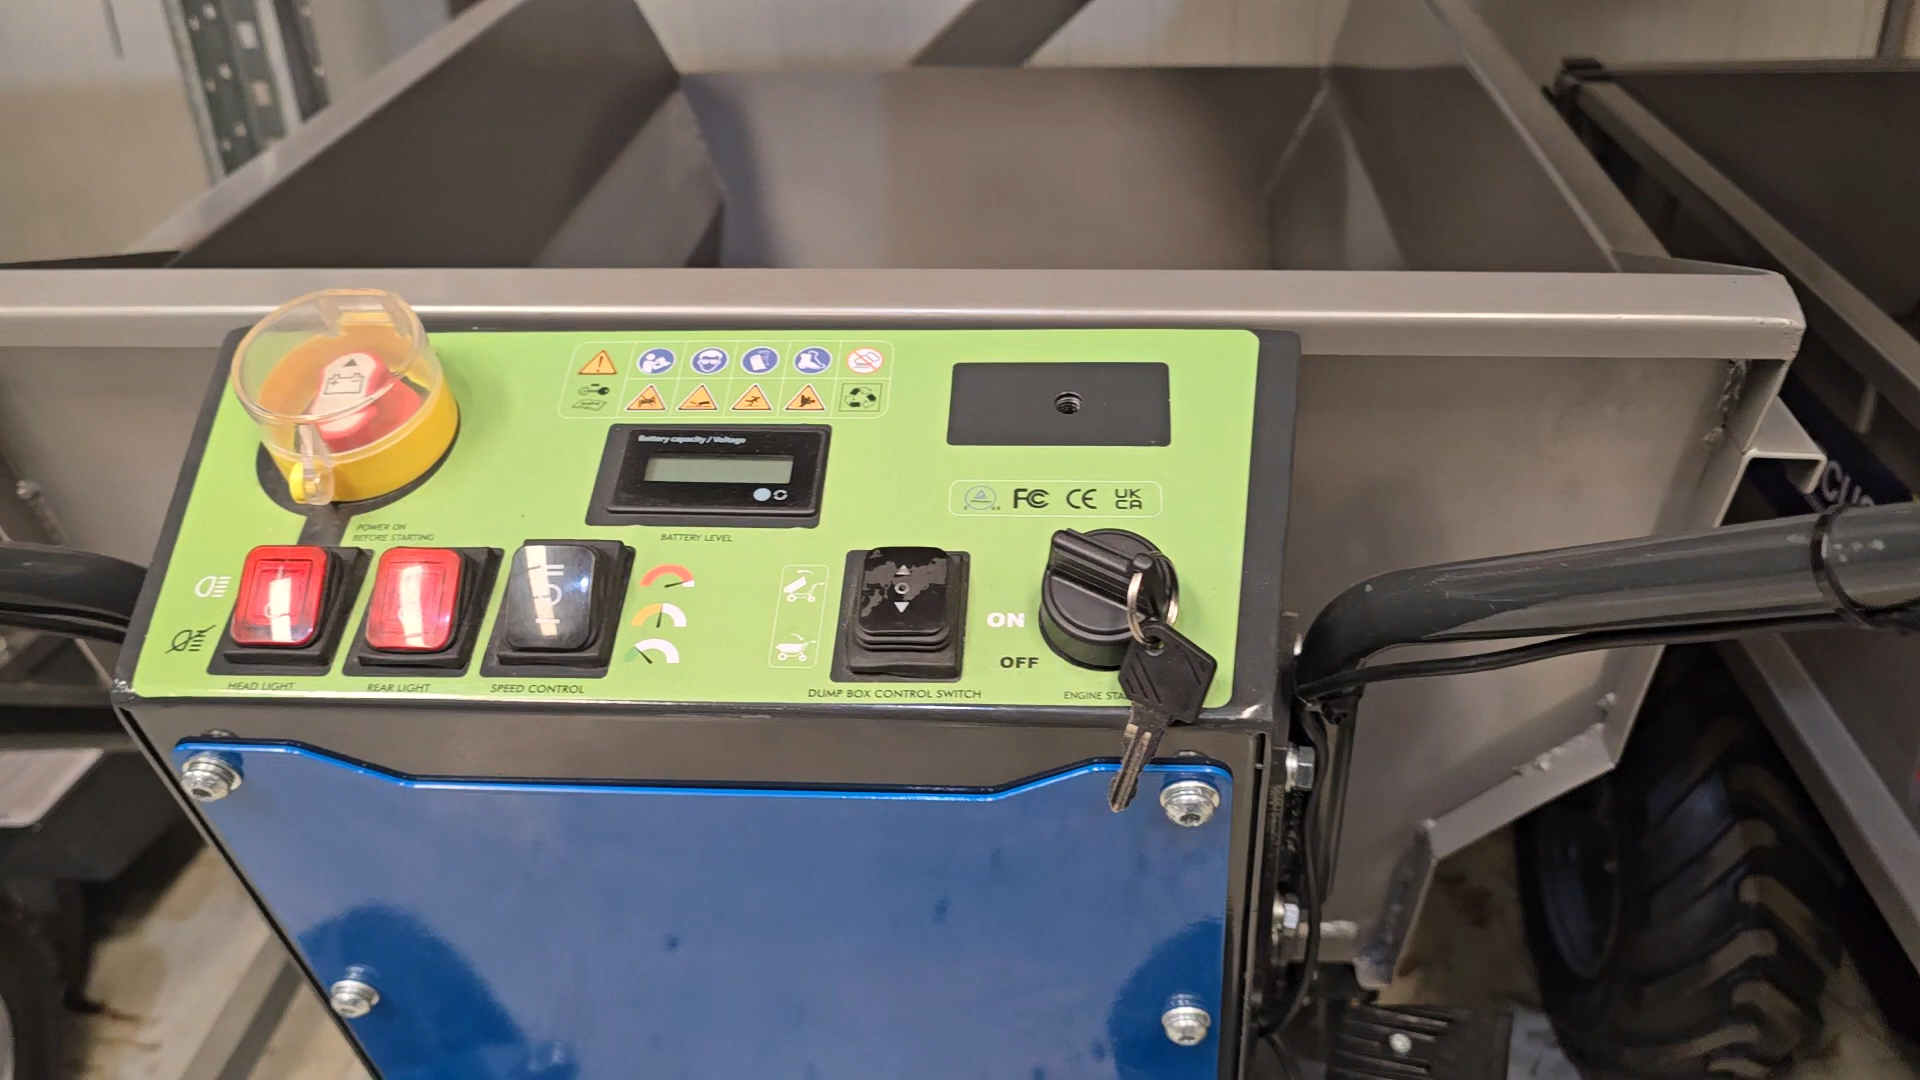 Battery capacity / Voltage
FC CE UK CA
POWER ON
BEFORE STARTING
BATTERY LEVEL
ON
OFF
HEAD LIGHT
REAR LIGHT
SPEED CONTROL
DUMP BOX CONTROL SWITCH
ENGINE